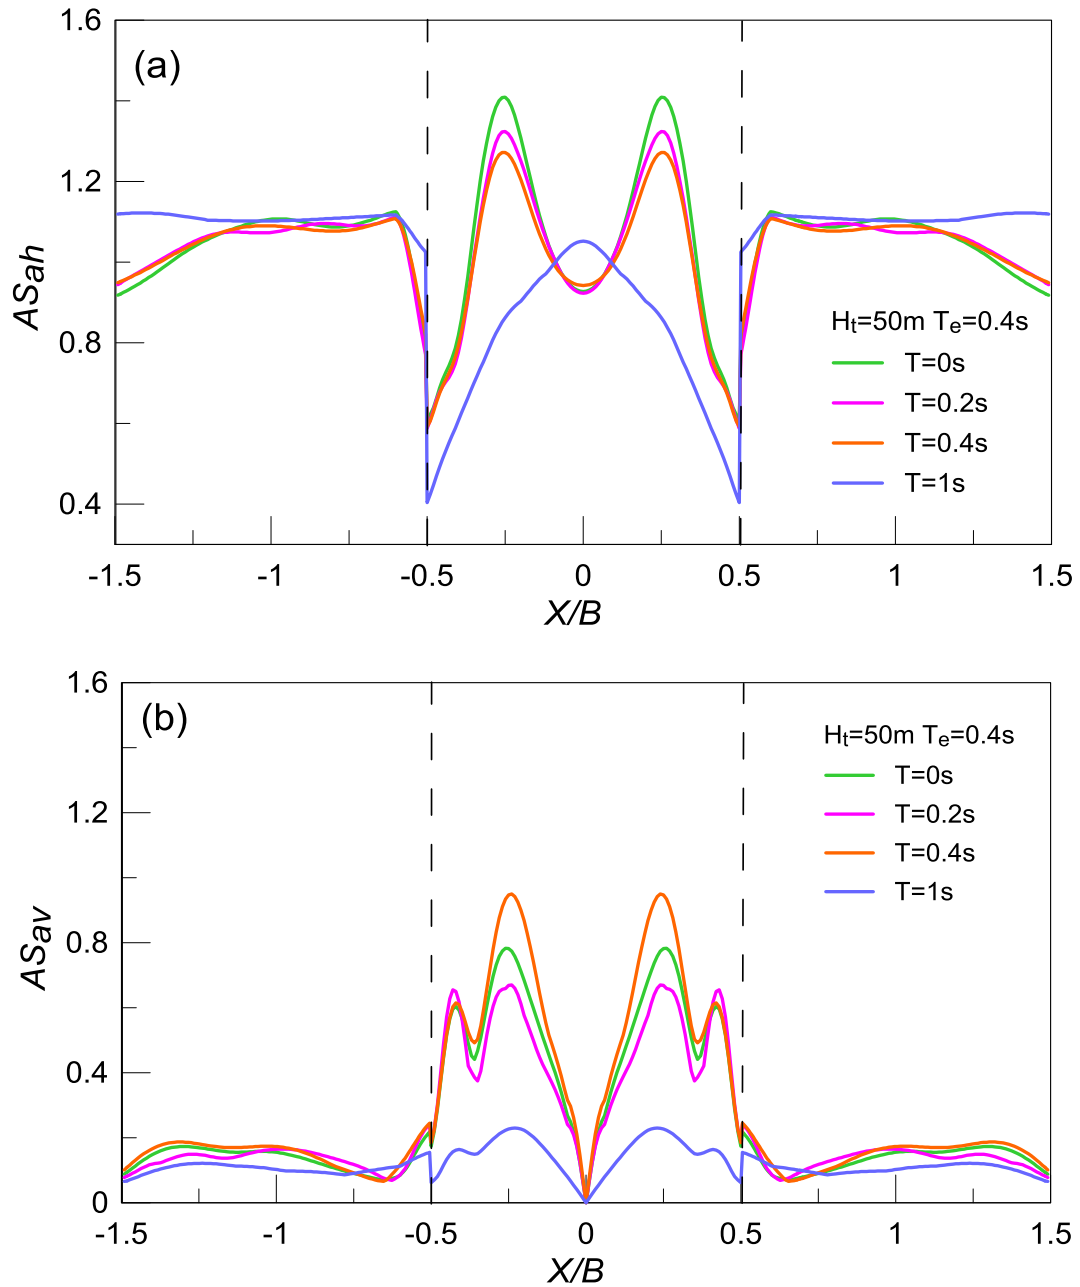 (a)
1.6
1.2
0.8
0.4
ASah
Ht=50m Te=0.4s
T=0s
T=0.2s
T=0.4s
T=1s
-1.5 -1 -0.5 0 0.5 1 1.5
X/B
(b)
1.6
1.2
0.8
0.4
0
ASav
Ht=50m Te=0.4s
T=0s
T=0.2s
T=0.4s
T=1s
-1.5 -1 -0.5 0 0.5 1 1.5
X/B